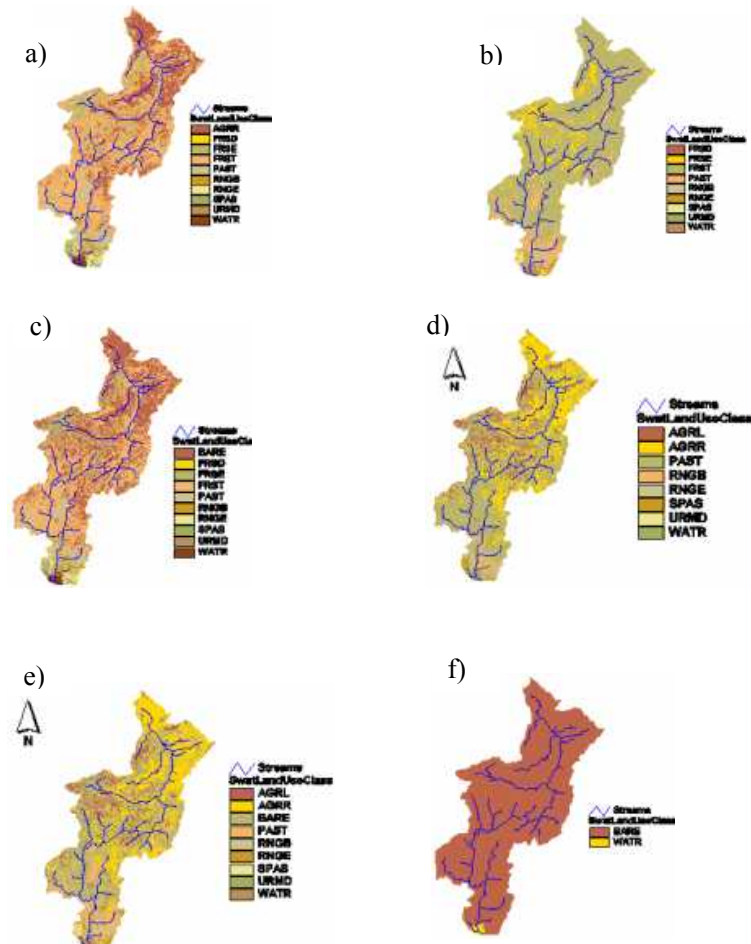 a)
Streams
SwatLandUseClass
AGRR
FRSD
FRSE
FRST
PAST
RNGB
RNGE
SPAS
URMD
WATR
b)
Streams
SwatLandUseClass
FRSD
FRSE
FRST
PAST
RNGB
RNGE
SPAS
URMD
WATR
c)
Streams
SwatLandUseCla
BARE
FRSD
FRSE
FRST
PAST
RNGB
RNGE
SPAS
URMD
WATR
d)
N
Streams
SwatLandUseClass
AGRL
AGRR
PAST
RNGB
RNGE
SPAS
URMD
WATR
e)
N
Streams
SwatLandUseClass
AGRL
AGRR
BARE
PAST
RNGB
RNGE
SPAS
URMD
WATR
f)
Streams
SwatLandUseClass
BARE
WATR